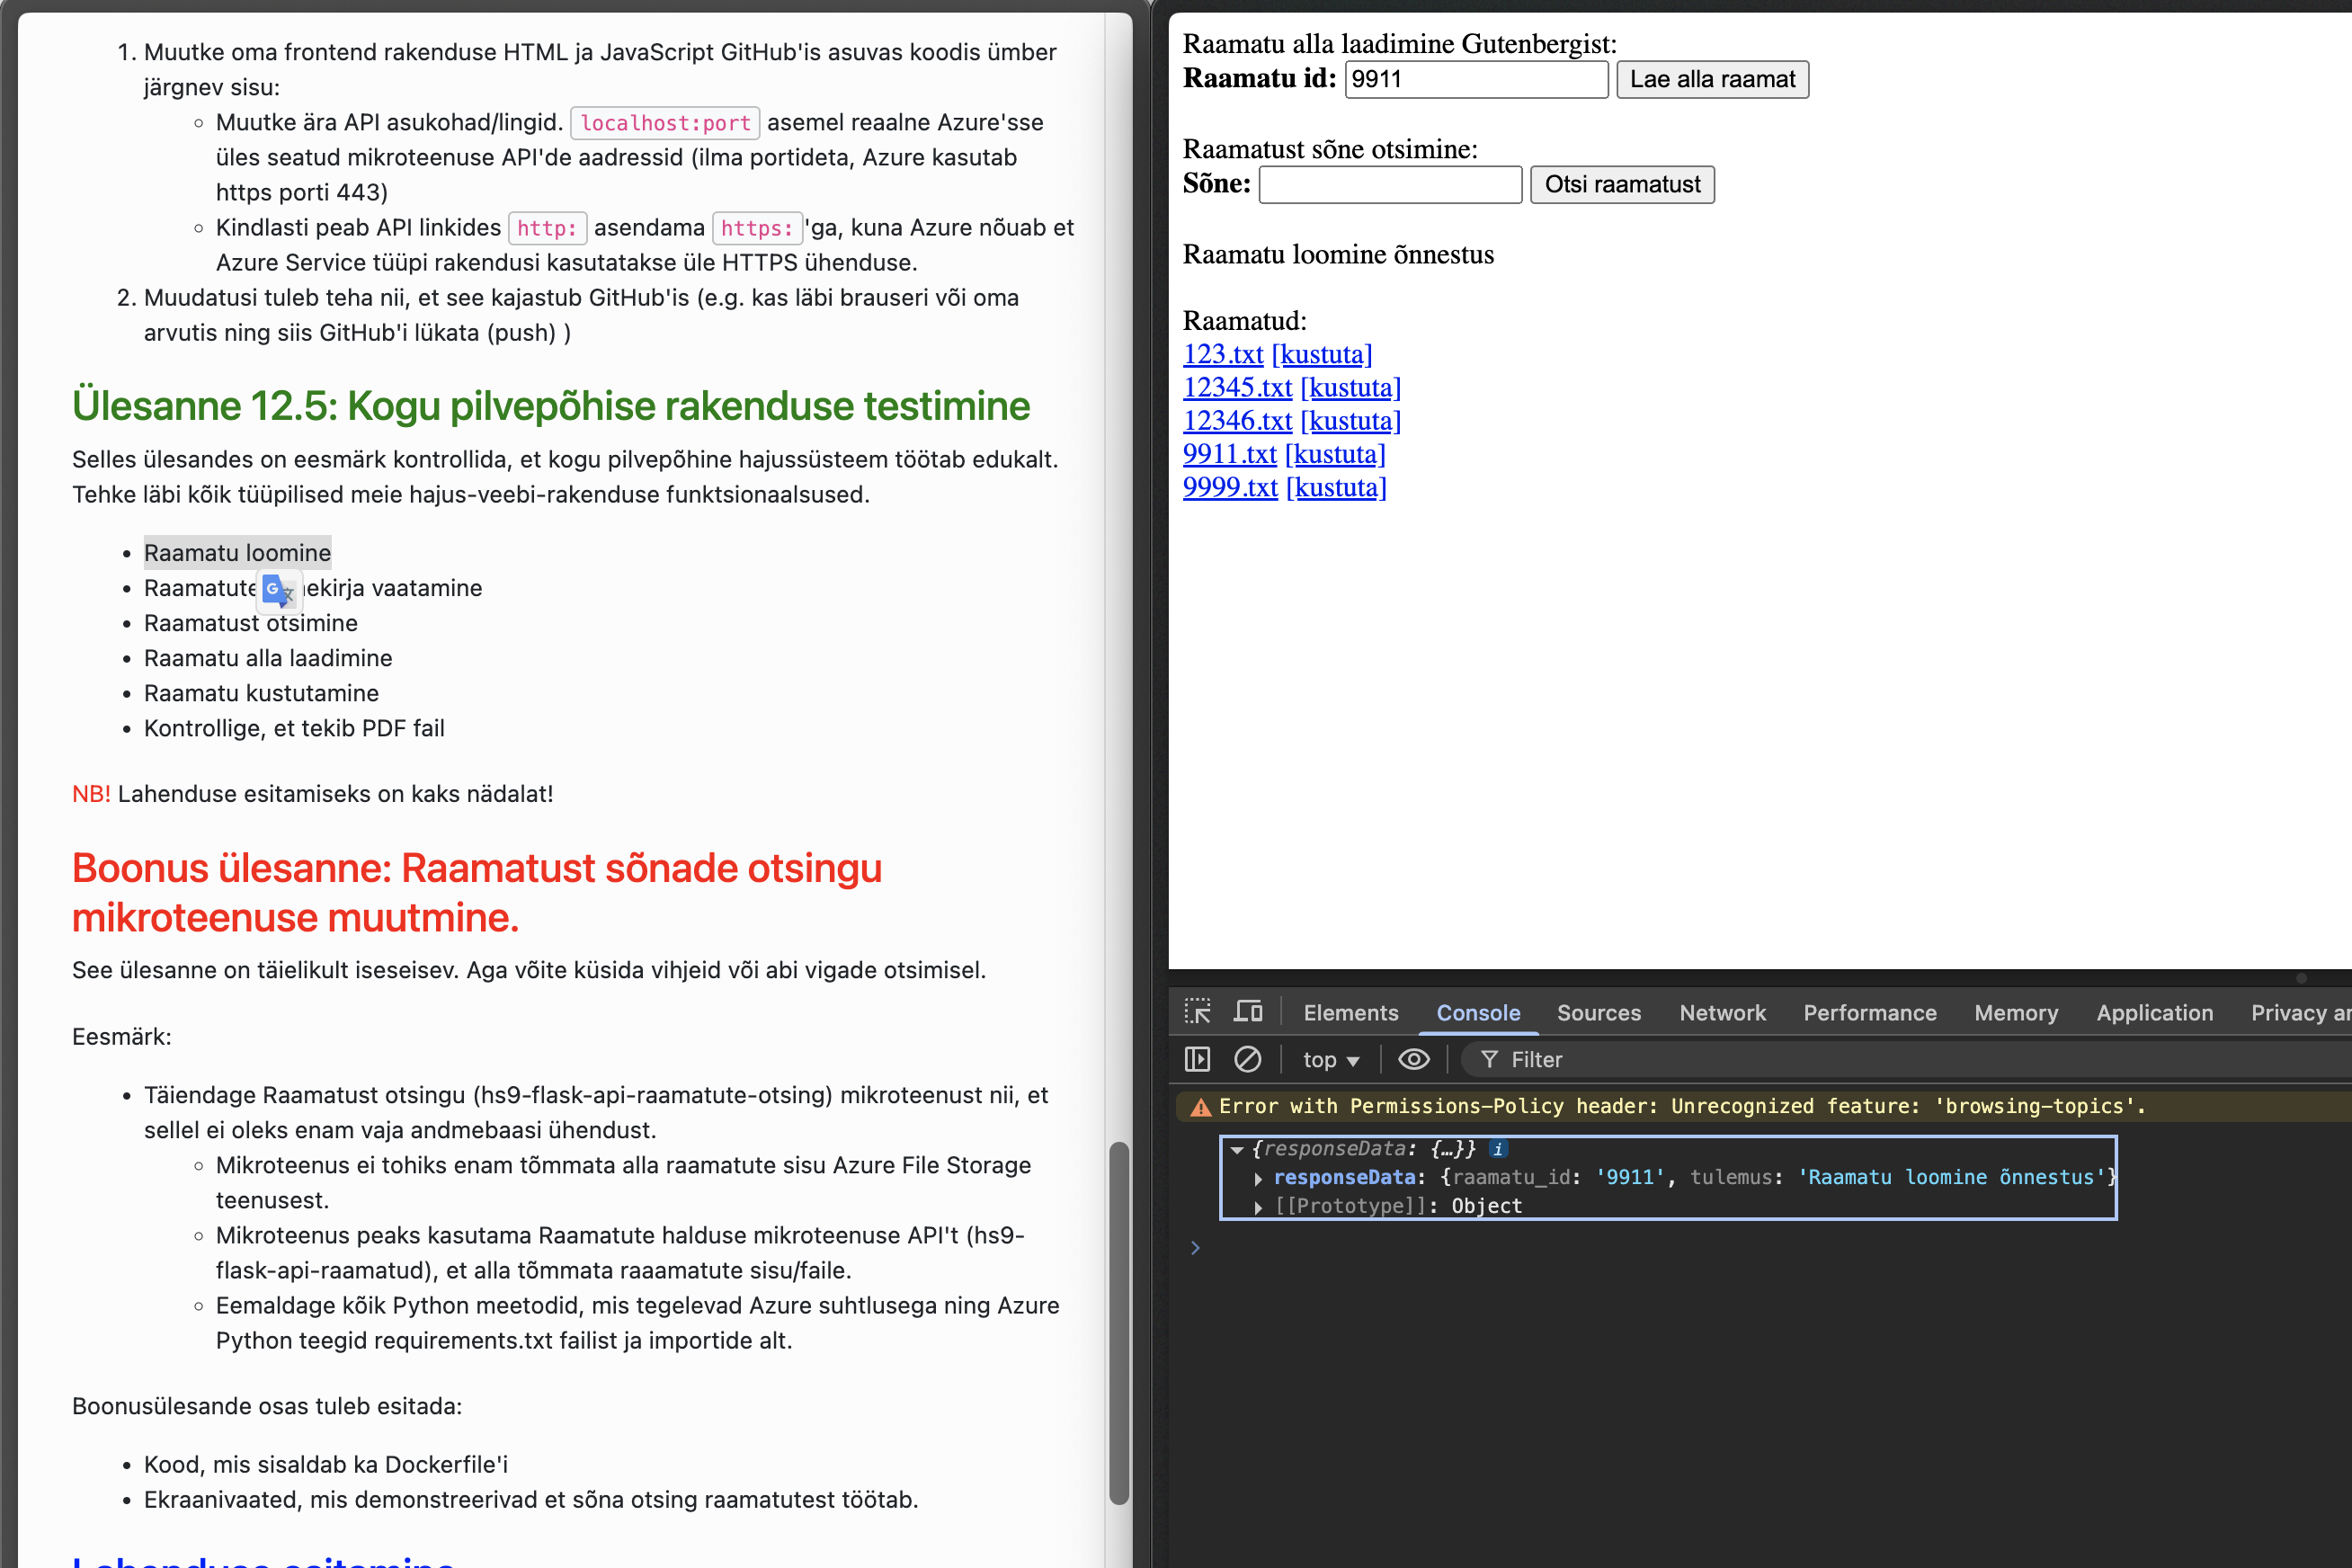 1. Muutke oma frontend rakenduse HTML ja JavaScript GitHub'is asuvas koodis ümber
järgnev sisu:
Muutke ära API asukohad/lingid. localhost:port asemel reaalne Azure'sse
üles seatud mikroteenuse API'de aadressid (ilma portideta, Azure kasutab
https porti 443)
Kindlasti peab API linkides http: asendama https: 'ga, kuna Azure nõuab et
Azure Service tüüpi rakendusi kasutatakse üle HTTPS ühenduse.
2. Muudatusi tuleb teha nii, et see kajastub GitHub'is (e.g. kas läbi brauseri või oma
arvutis ning siis GitHub'i lükata (push) )
Ülesanne 12.5: Kogu pilvepõhise rakenduse testimine
Selles ülesandes on eesmärk kontrollida, et kogu pilvepõhine hajussüsteem töötab edukalt.
Tehke läbi kõik tüüpilised meie hajus-veebi-rakenduse funktsionaalsused.
Raamatu loomine
vaatamine
Raamatust otsimine
Raamatu alla laadimine
Raamatu kustutamine
Kontrollige, et tekib PDF fail
NB! Lahenduse esitamiseks on kaks nädalat!
Boonus ülesanne: Raamatust sõnade otsingu
mikroteenuse muutmine.
See ülesanne on täielikult iseseisev. Aga võite küsida vihjeid või abi vigade otsimisel.
Eesmärk:
Täiendage Raamatust otsingu (hs9-flask-api-raamatute-otsing) mikroteenust nii, et
sellel ei oleks enam vaja andmebaasi ühendust.
Mikroteenus ei tohiks enam tõmmata alla raamatute sisu Azure File Storage
teenusest.
Mikroteenus peaks kasutama Raamatute halduse mikroteenuse API't (hs9-
flask-api-raamatud), et alla tõmmata raaamatute sisu/faile.
Eemaldage kõik Python meetodid, mis tegelevad Azure suhtlusega ning Azure
Python teegid requirements.txt failist ja importide alt.
Boonusülesande osas tuleb esitada:
Kood, mis sisaldab ka Dockerfile'i
Ekraanivaated, mis demonstreerivad et sõna otsing raamatutest töötab.
Raamatu alla laadimine Gutenbergist:
Raamatu id: 9911 Lae alla raamat
Raamatust sõne otsimine:
Sõne: Otsi raamatust
Raamatu loomine õnnestus
Raamatud:
123.txt [kustuta]
12345.txt [kustuta]
12346.txt [kustuta]
9911.txt [kustuta]
9999.txt [kustuta]
Elements Console Sources Network Performance Memory Application Privacy
top Filter
Error with Permissions-Policy header: Unrecognized feature: 'browsing-topics'.
{responseData: {…}} i
responseData: {raamatu_id: '9911', tulemus: 'Raamatu loomine õnnestus'}
[[Prototype]]: Object